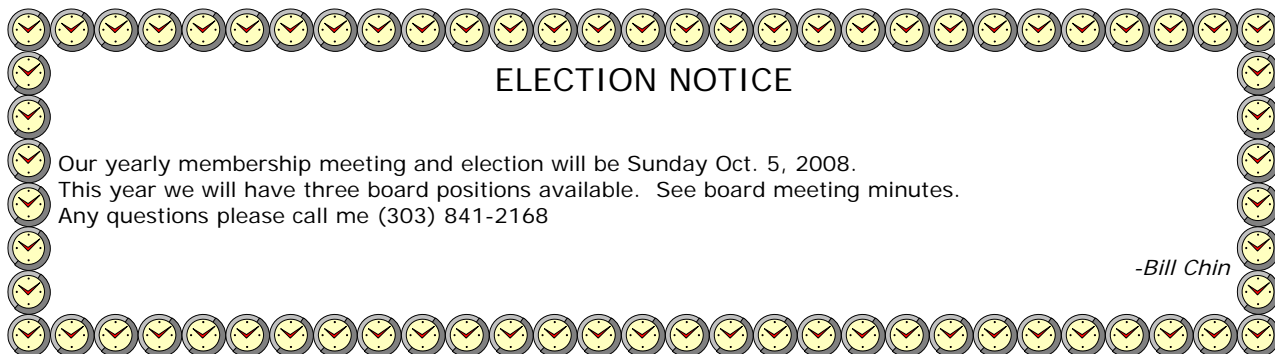 ELECTION NOTICE
Our yearly membership meeting and election will be Sunday Oct. 5, 2008.
This year we will have three board positions available.  See board meeting minutes.
Any questions please call me (303) 841-2168
-Bill Chin